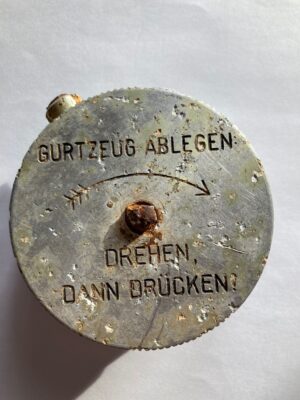 GURTZEUG ABLEGEN:
DREHEN,
DANN DRÜCKEN!